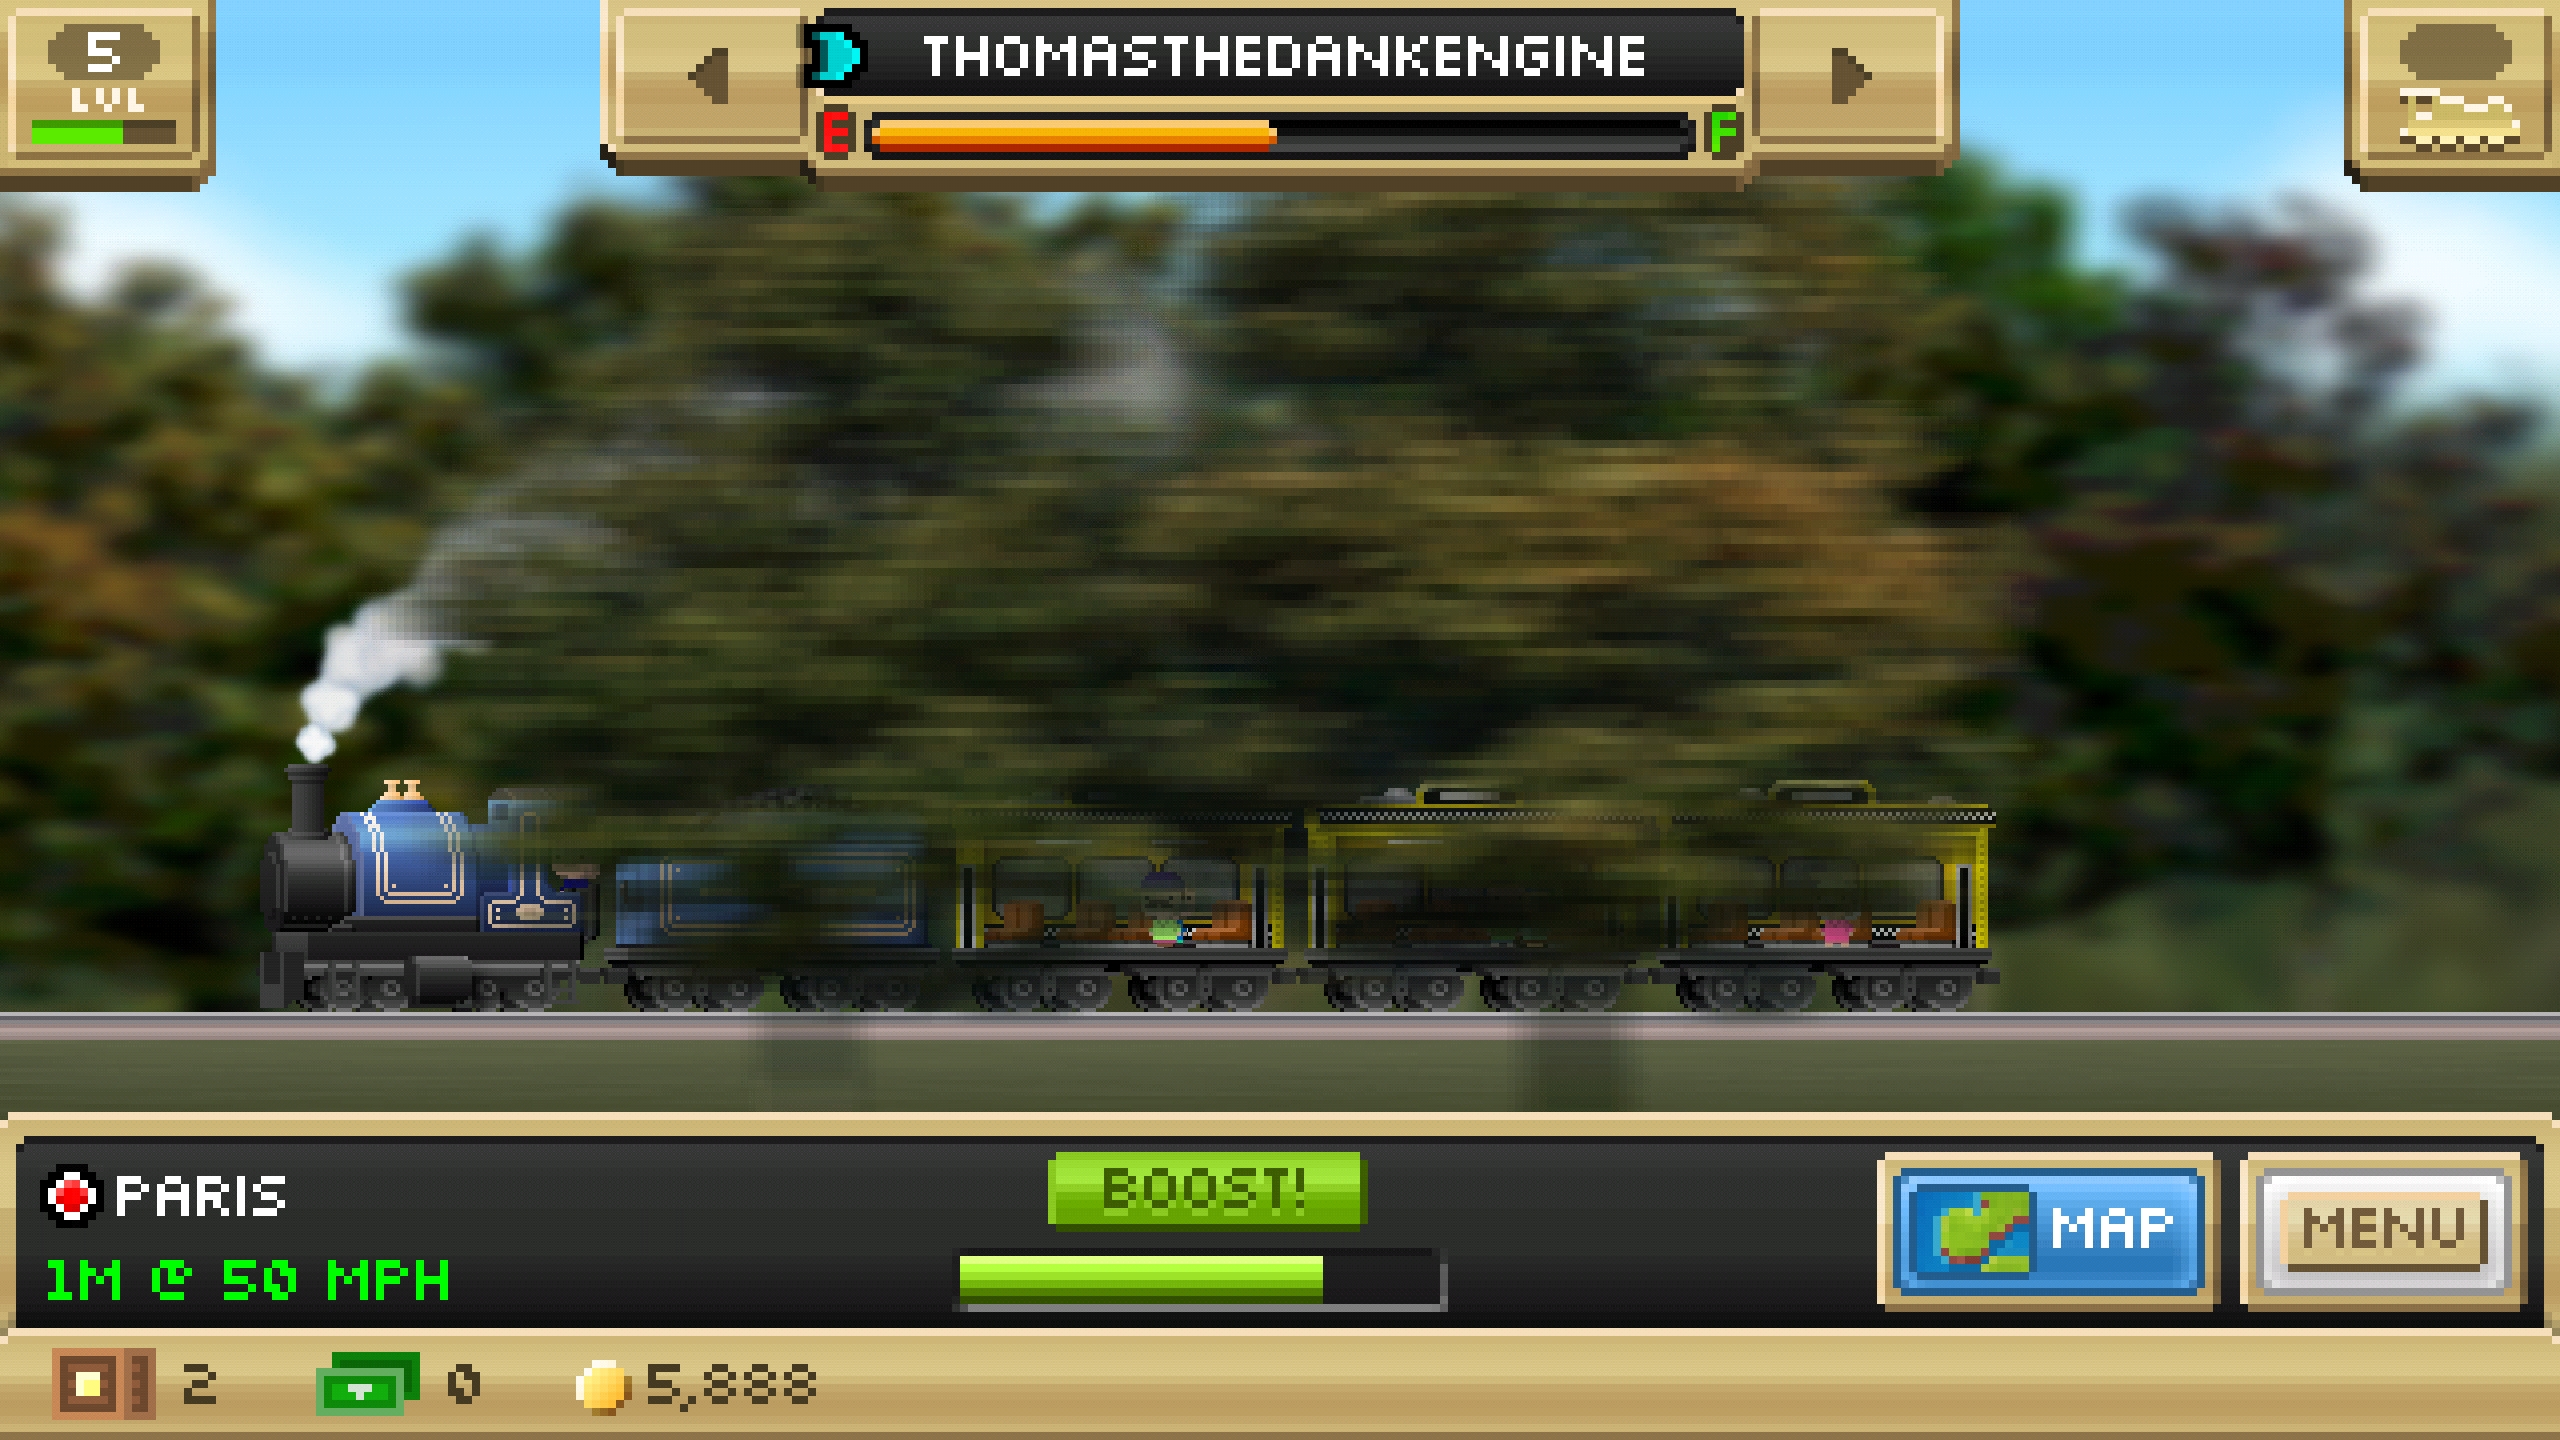 5
LVL
THOMASTHEDANKENGINE
E F
PARIS
1M @ 50 MPH
BOOST!
MAP
MENU
2 0 5,888